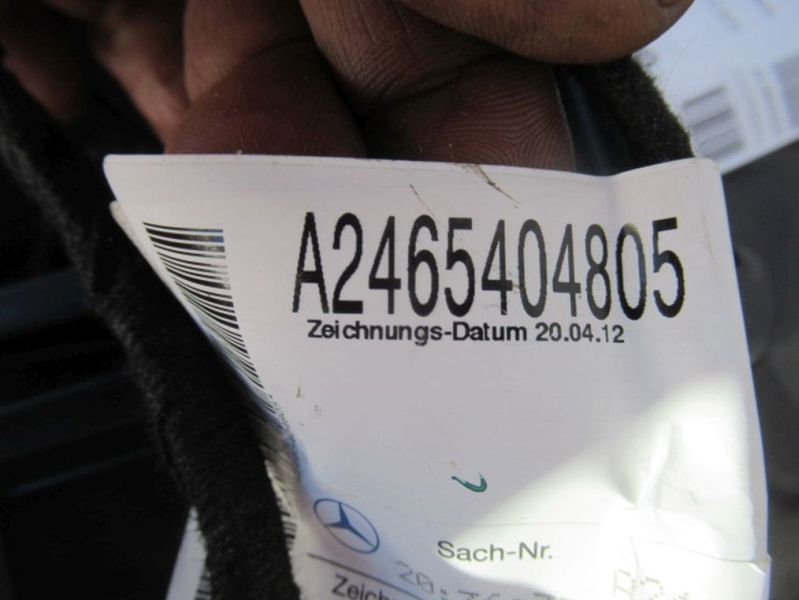 A2465404805
Zeichnungs-Datum 20.04.12
Sach-Nr.